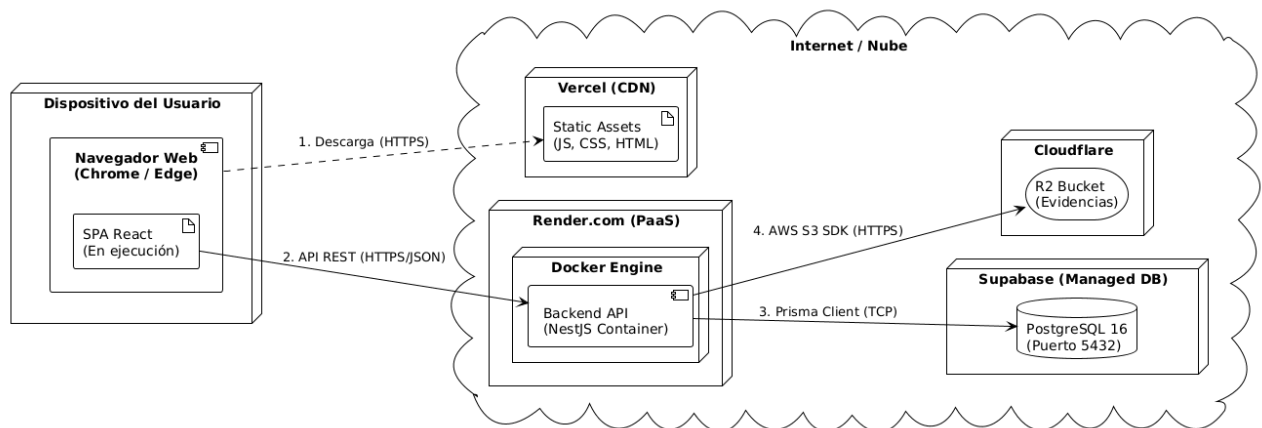 Internet / Nube
Dispositivo del Usuario
Navegador Web
(Chrome / Edge)
SPA React
(En ejecución)
1. Descarga (HTTPS)
2. API REST (HTTPS/JSON)
Vercel (CDN)
Static Assets
(JS, CSS, HTML)
Render.com (PaaS)
Docker Engine
Backend API
(NestJS Container)
4. AWS S3 SDK (HTTPS)
3. Prisma Client (TCP)
Cloudflare
R2 Bucket
(Evidencias)
Supabase (Managed DB)
PostgreSQL 16
(Puerto 5432)